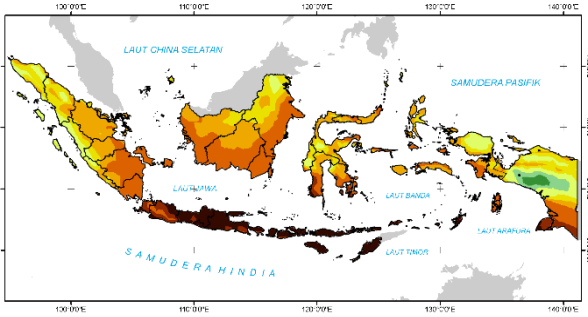 100°0'0"E 110°0'0"E 120°0'0"E 130°0'0"E 140°0'0"E
LAUT CHINA SELATAN
SAMUDERA PASIFIK
LAUT JAWA
LAUT BANDA
LAUT ARAFURA
SAMUDERA HINDIA
LAUT TIMOR
100°0'0"E 110°0'0"E 120°0'0"E 130°0'0"E 140°0'0"E